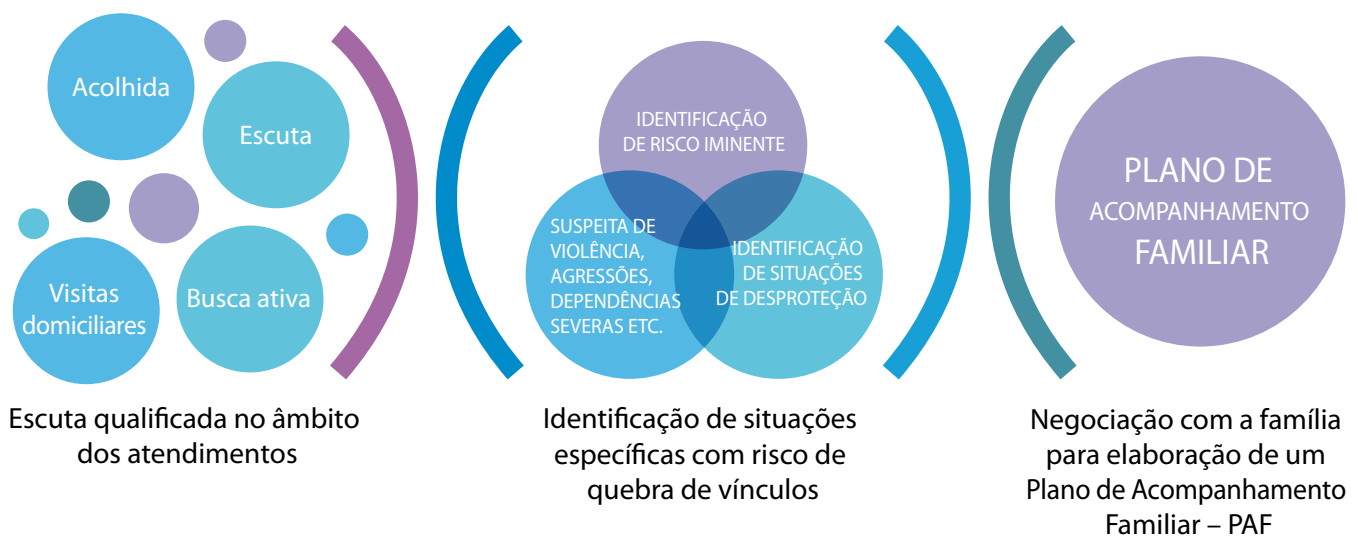 Acolhida
Escuta
Visitas
domiciliares
Busca ativa
Escuta qualificada no âmbito
dos atendimentos
IDENTIFICAÇÃO
DE RISCO IMINENTE
SUSPEITA DE
VIOLÊNCIA,
AGRESSÕES,
DEPENDÊNCIAS
SEVERAS ETC.
IDENTIFICAÇÃO
DE SITUAÇÕES
DE DESPROTEÇÃO
Identificação de situações
específicas com risco de
quebra de vínculos
PLANO DE
ACOMPANHAMENTO
FAMILIAR
Negociação com a família
para elaboração de um
Plano de Acompanhamento
Familiar – PAF